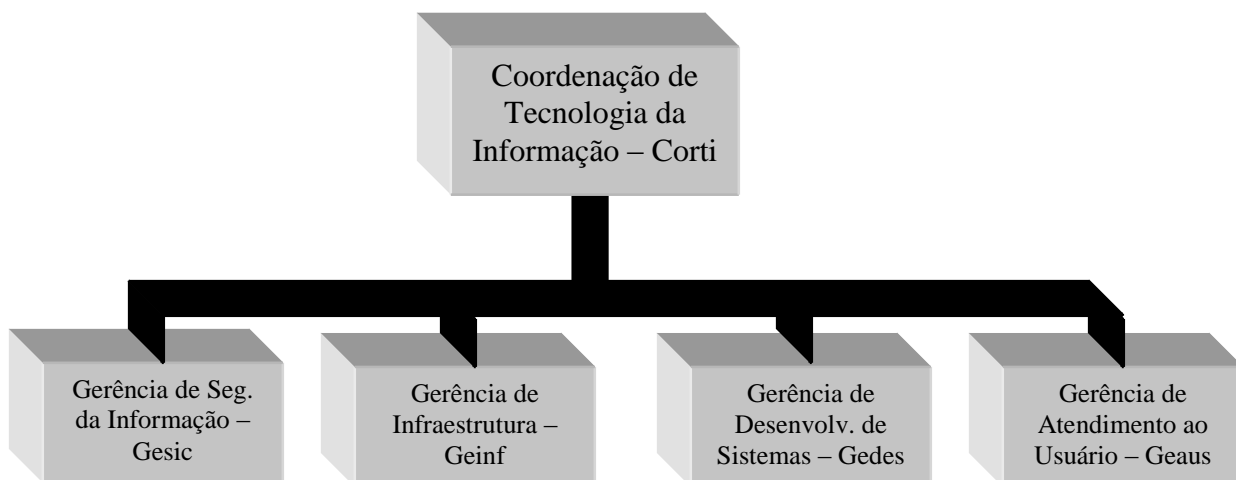 Coordenação de
Tecnologia da
Informação – Corti
Gerência de Seg.
da Informação –
Gesic
Gerência de
Infraestrutura –
Geinf
Gerência de
Desenvolv. de
Sistemas – Gedes
Gerência de
Atendimento ao
Usuário – Geaus